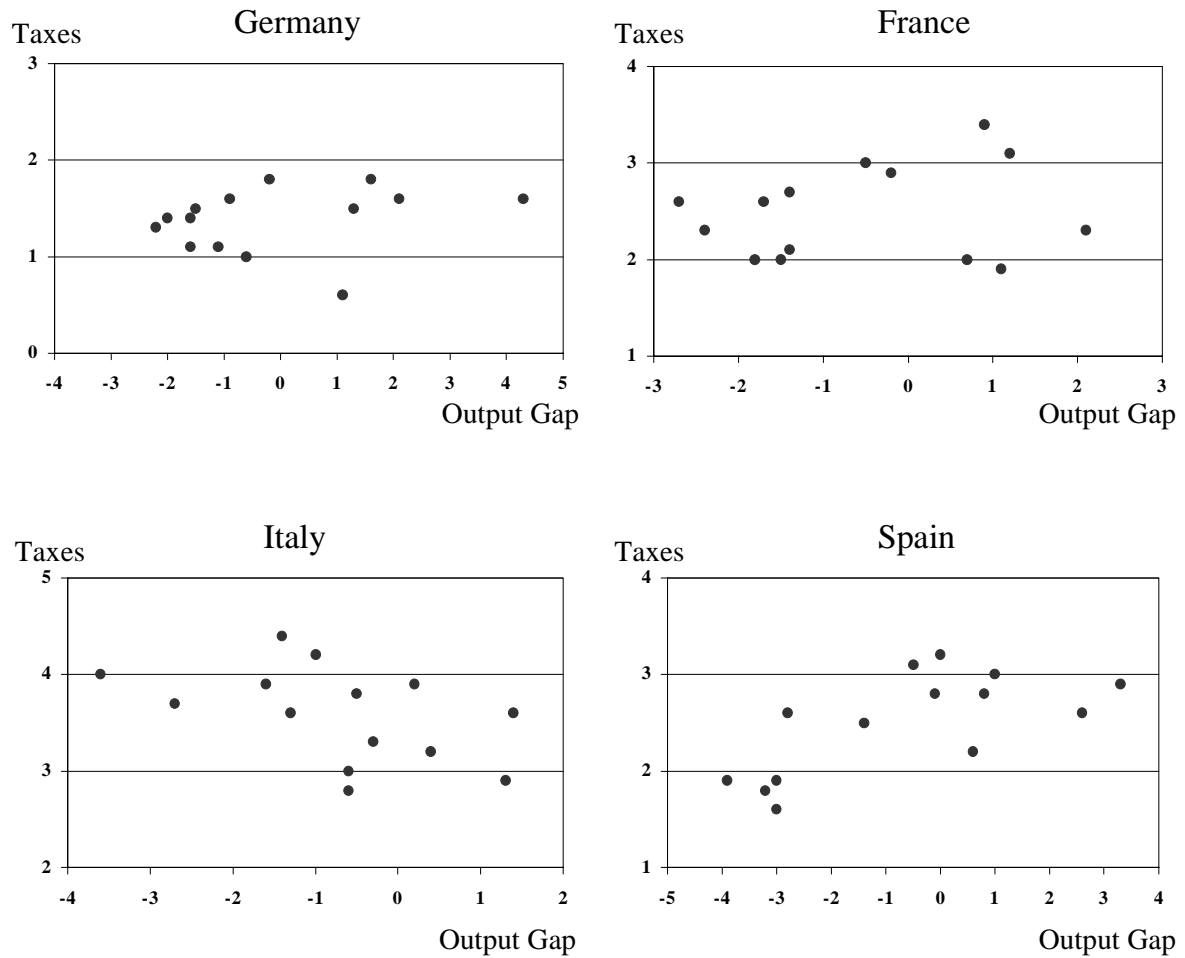 Germany
Taxes
3
2
1
0
-4 -3 -2 -1 0 1 2 3 4 5
Output Gap
France
Taxes
4
3
2
1
-3 -2 -1 0 1 2 3
Output Gap
Italy
Taxes
5
4
3
2
-4 -3 -2 -1 0 1 2
Output Gap
Spain
Taxes
4
3
2
1
-5 -4 -3 -2 -1 0 1 2 3 4
Output Gap